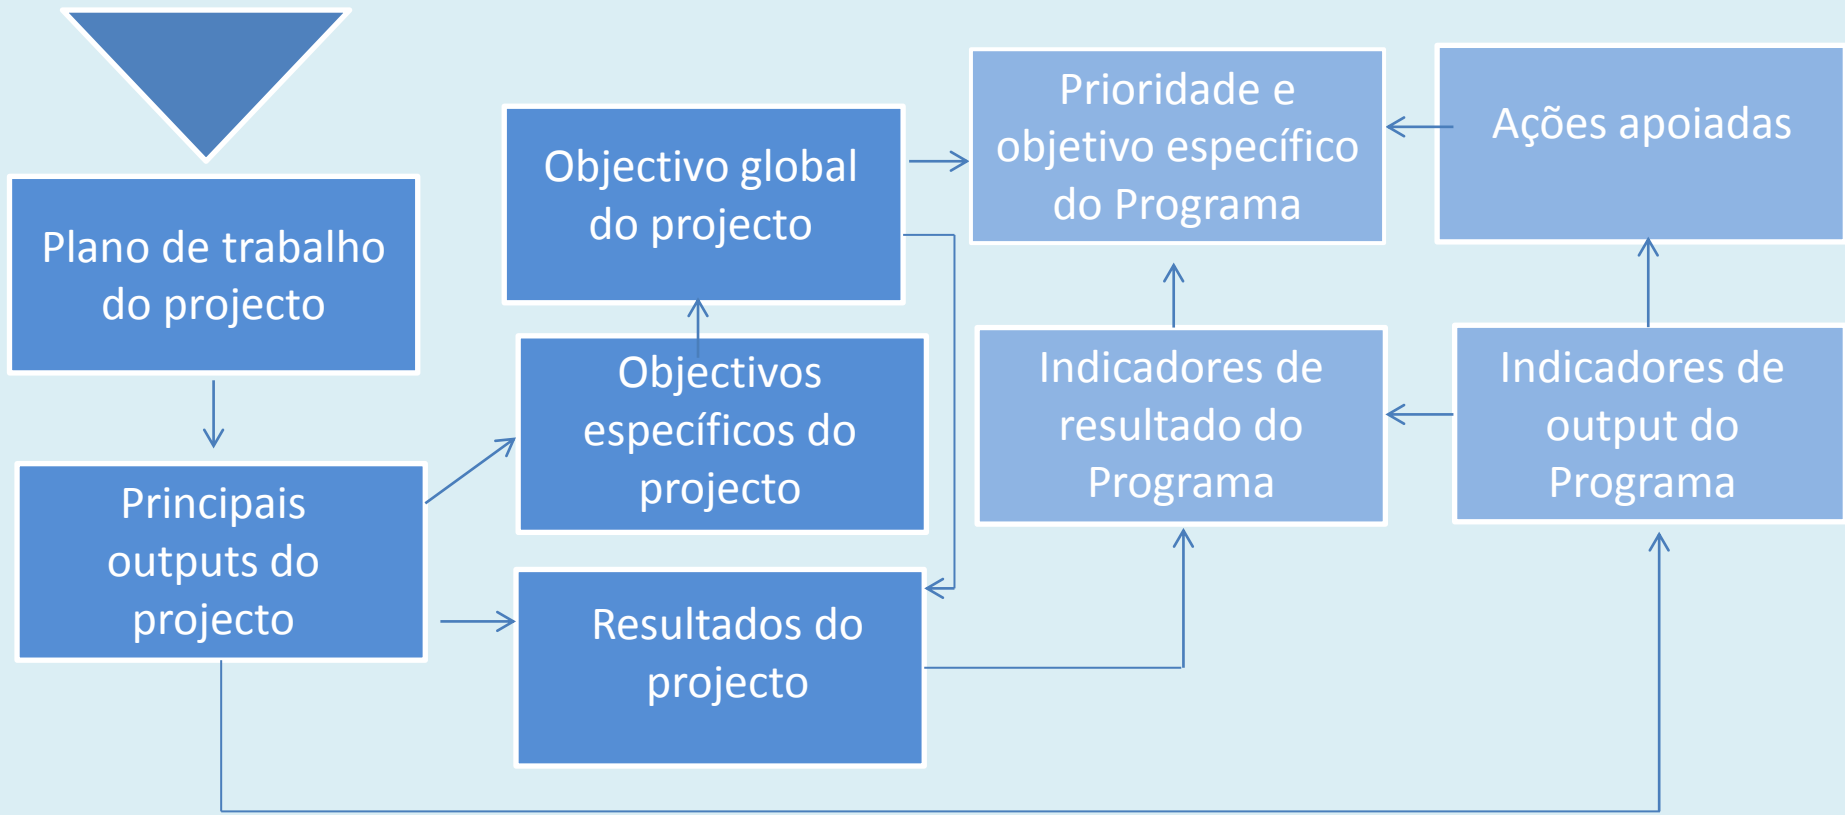 Plano de trabalho
do projecto
Principais
outputs do
projecto
Objectivo global
do projecto
Objectivos
específicos do
projecto
Resultados do
projecto
Prioridade e
objetivo específico
do Programa
Indicadores de
resultado do
Programa
Ações apoiadas
Indicadores de
output do
Programa